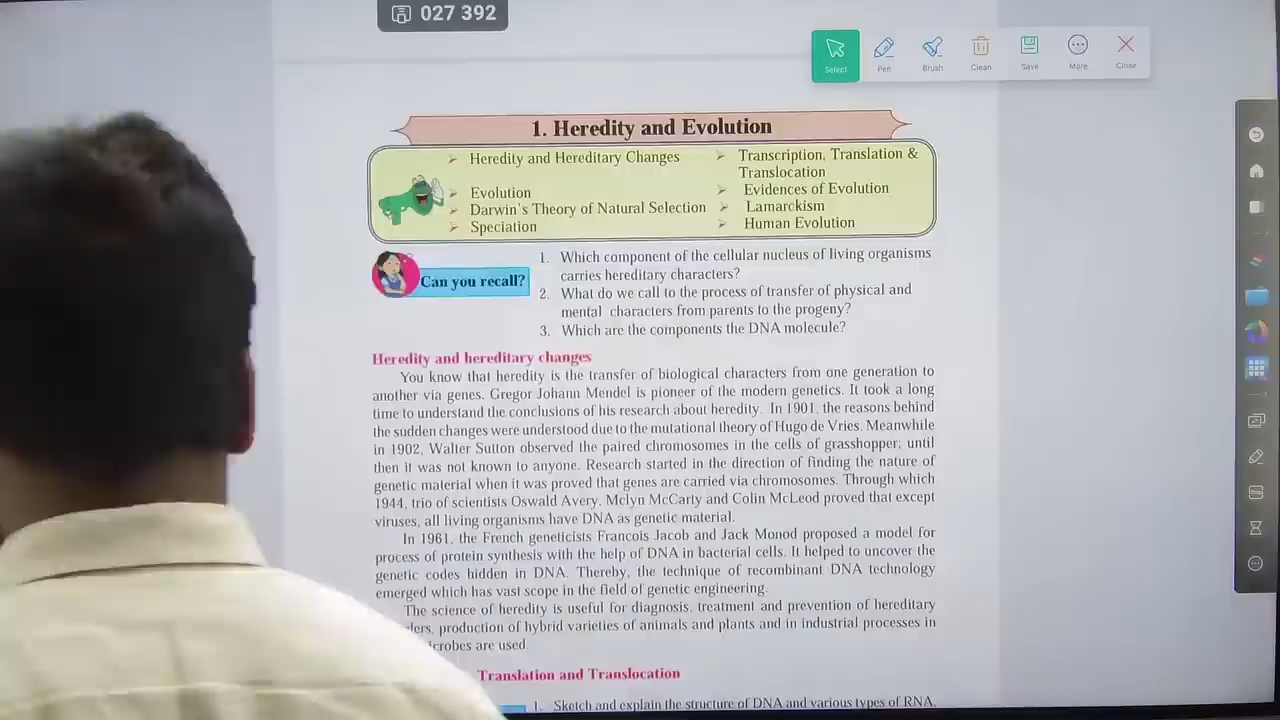 027 392
Select
Pen
Brush
Clean
Save
More
Close
1. Heredity and Evolution
➢ Heredity and Hereditary Changes
➢ Evolution
➢ Darwin's Theory of Natural Selection
➢ Speciation
➢ Transcription, Translation &
Translocation
➢ Evidences of Evolution
➢ Lamarckism
➢ Human Evolution
Can you recall?
1. Which component of the cellular nucleus of living organisms
carries hereditary characters?
2. What do we call to the process of transfer of physical and
mental characters from parents to the progeny?
3. Which are the components the DNA molecule?
Heredity and hereditary changes
You know that heredity is the transfer of biological characters from one generation to
another via genes. Gregor Johann Mendel is pioneer of the modern genetics. It took a long
time to understand the conclusions of his research about heredity. In 1901, the reasons behind
the sudden changes were understood due to the mutational theory of Hugo de Vries. Meanwhile
in 1902, Walter Sutton observed the paired chromosomes in the cells of grasshopper; until
then it was not known to anyone. Research started in the direction of finding the nature of
genetic material when it was proved that genes are carried via chromosomes. Through which
1944, trio of scientists Oswald Avery, Mclyn McCarty and Colin McLeod proved that except
viruses, all living organisms have DNA as genetic material.
In 1961, the French geneticists Francois Jacob and Jack Monod proposed a model for
process of protein synthesis with the help of DNA in bacterial cells. It helped to uncover the
genetic codes hidden in DNA. Thereby, the technique of recombinant DNA technology
emerged which has vast scope in the field of genetic engineering.
The science of heredity is useful for diagnosis, treatment and prevention of hereditary
ders, production of hybrid varieties of animals and plants and in industrial processes in
crobes are used.
Translation and Translocation
1. Sketch and explain the structure of DNA and various types of RNA.